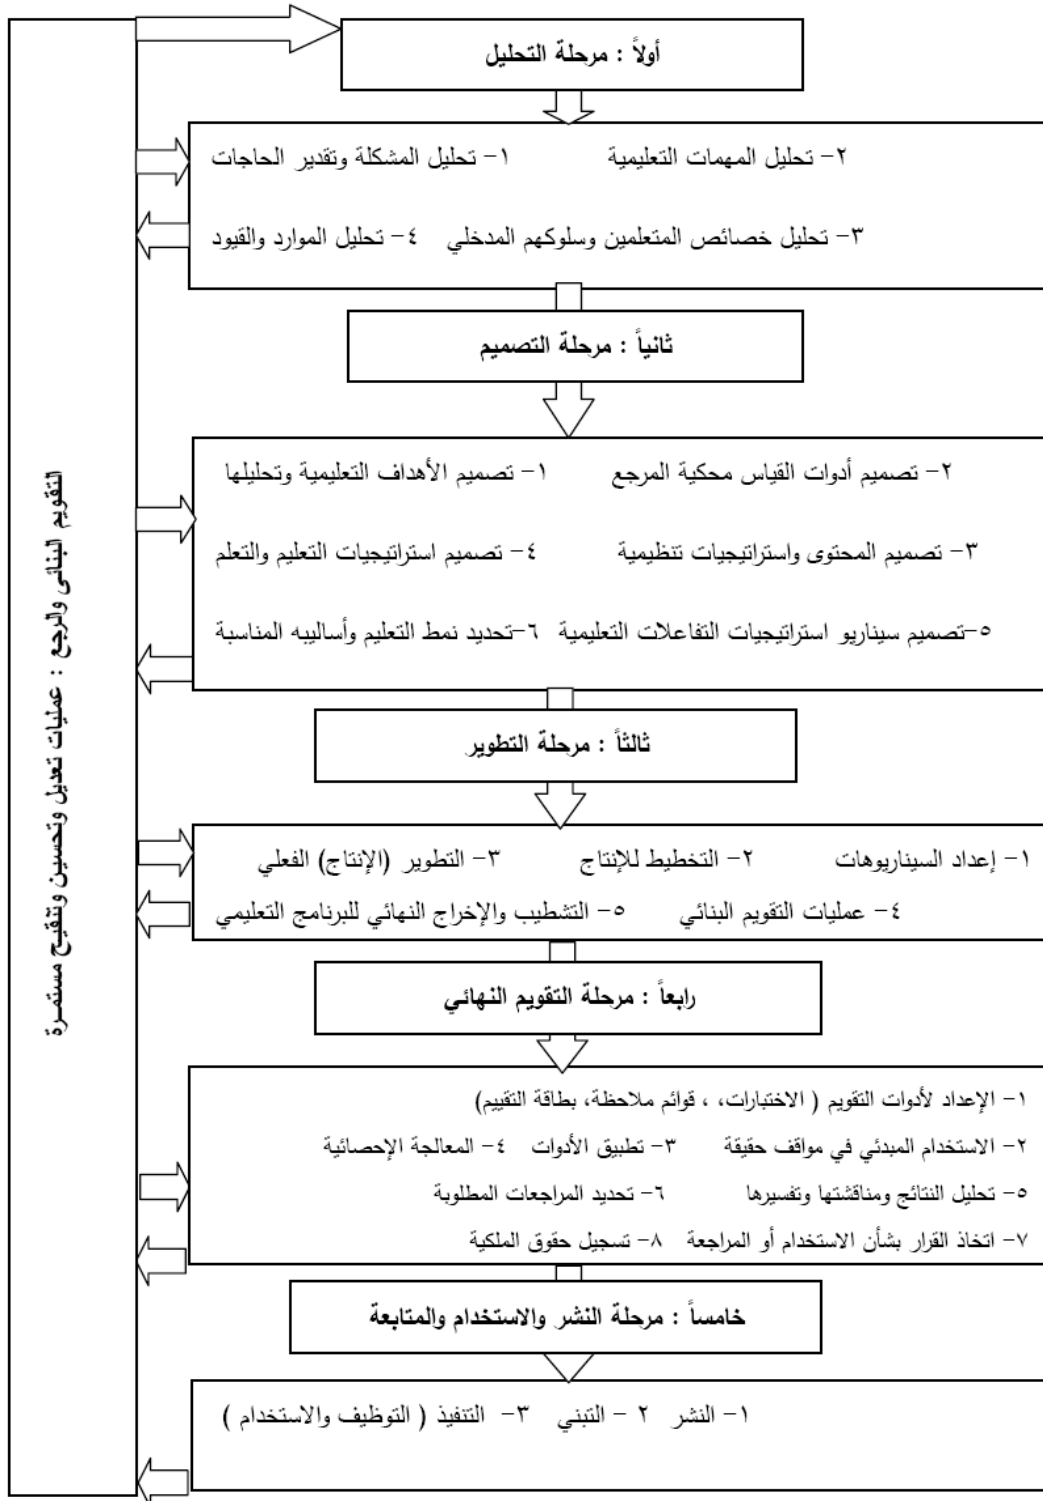 أولاً : مرحلة التحليل
١- تحليل المشكلة وتقدير الحاجات ٢- تحليل المهمات التعليمية
٣- تحليل خصائص المتعلمين وسلوكهم المدخلي ٤- تحليل الموارد والقيود
ثانياً : مرحلة التصميم
١- تصميم الأهداف التعليمية وتحليلها ٢- تصميم أدوات القياس محكية المرجع
٣- تصميم المحتوى واستراتيجيات تنظيمية ٤- تصميم استراتيجيات التعليم والتعلم
٥-تصميم سيناريو استراتيجيات التفاعلات التعليمية ٦-تحديد نمط التعليم وأساليبه المناسبة
ثالثاً : مرحلة التطوير
١- إعداد السيناريوهات ٢- التخطيط للإنتاج ٣- التطوير (الإنتاج) الفعلي
٤- عمليات التقويم البنائي ٥- التشطيب والإخراج النهائي للبرنامج التعليمي
رابعاً : مرحلة التقويم النهائي
١- الإعداد لأدوات التقويم ( الاختبارات، ، قوائم ملاحظة، بطاقة التقييم)
٢- الاستخدام المبدئي في مواقف حقيقة ٣- تطبيق الأدوات ٤- المعالجة الإحصائية
٥- تحليل النتائج ومناقشتها وتفسيرها ٦- تحديد المراجعات المطلوبة
٧- اتخاذ القرار بشأن الاستخدام أو المراجعة ٨- تسجيل حقوق الملكية
خامساً : مرحلة النشر والاستخدام والمتابعة
١- النشر ٢ - التبني ٣- التنفيذ ( التوظيف والاستخدام )
التقويم البنائى والرجع : عمليات تعديل وتحسين وتنقيـح مستمـرة